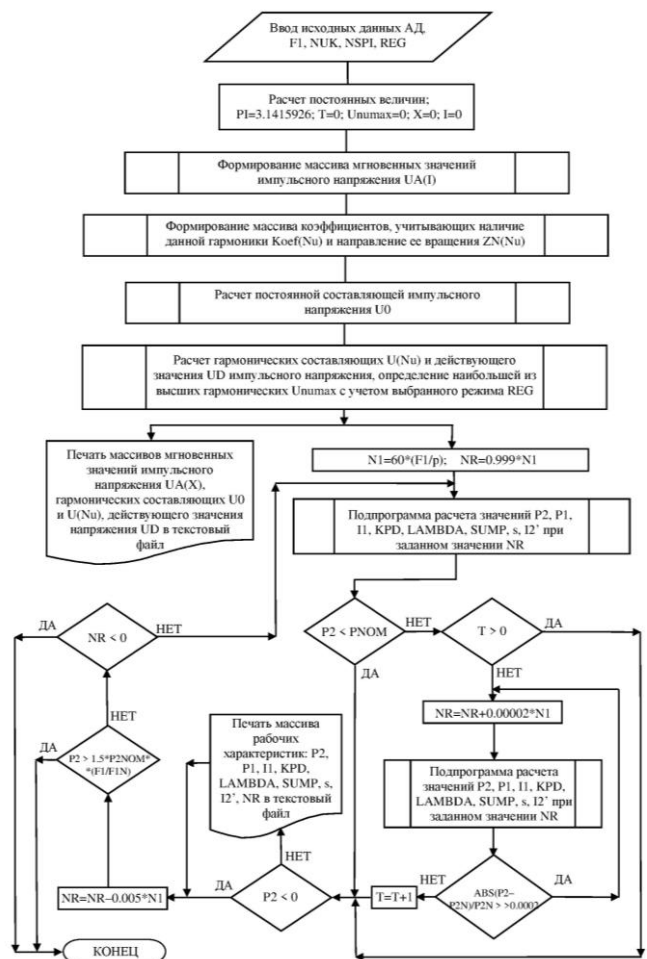 Ввод исходных данных АД,
F1, NUK, NSPI, REG
Расчет постоянных величин;
PI=3.1415926; T=0; Unumax=0; X=0; I=0
Формирование массива мгновенных значений
импульсного напряжения UA(I)
Формирование массива коэффициентов, учитывающих наличие
данной гармоники Koef(Nu) и направление ее вращения ZN(Nu)
Расчет постоянной составляющей импульсного
напряжения U0
Расчет гармонических составляющих U(Nu) и действующего
значения UD импульсного напряжения, определение наибольшей из
высших гармонических Unumax с учетом выбранного режима REG
Печать массивов мгновенных
значений импульсного
напряжения UA(X),
гармонических составляющих U0
и U(Nu), действующего значения
напряжения UD в текстовый
файл
N1=60*(F1/p); NR=0.999*N1
Подпрограмма расчета значений P2, P1,
I1, KPD, LAMBDA, SUMP, s, I2' при
заданном значении NR
ДА
NR < 0
НЕТ
P2 < PNOM
НЕТ
T > 0
ДА
ДА
НЕТ
NR=NR+0.00002*N1
НЕТ
Печать массива
рабочих
характеристик: P2,
P1, I1, KPD,
LAMBDA, SUMP, s,
I2', NR в текстовый
файл
ДА
P2 > 1.5*P2NOM*
*(F1/F1N)
Подпрограмма расчета
значений P2, P1, I1, KPD,
LAMBDA, SUMP, s, I2' при
заданном значении NR
НЕТ
NR=NR–0.005*N1
ДА
P2 < 0
T=T+1
НЕТ
ABS(P2–
P2N)/P2N > >0.0002
ДА
КОНЕЦ